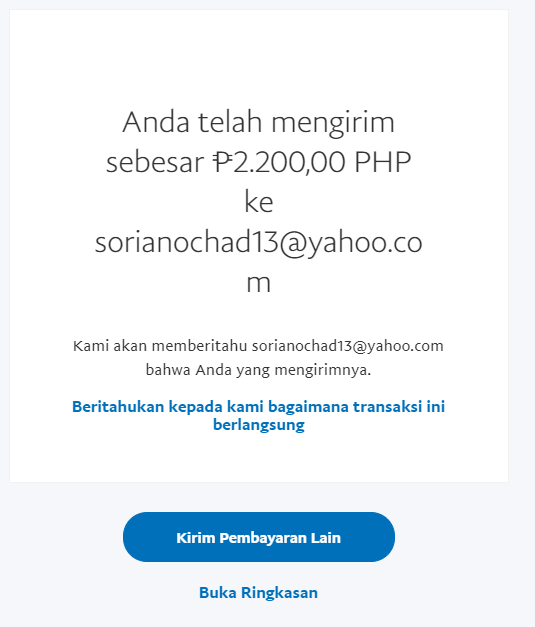 Anda telah mengirim
sebesar ₱2.200,00 PHP
ke
sorianochad13@yahoo.co
m
Kami akan memberitahu sorianochad13@yahoo.com
bahwa Anda yang mengirimnya.
Beritahukan kepada kami bagaimana transaksi ini
berlangsung
Kirim Pembayaran Lain
Buka Ringkasan